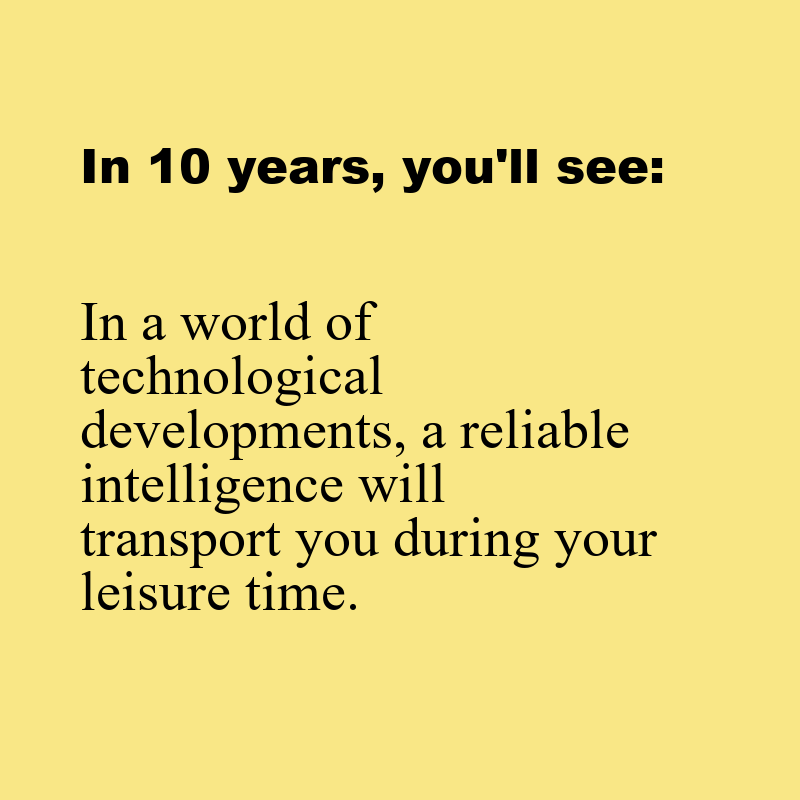 In 10 years, you'll see:
In a world of
technological
developments, a reliable
intelligence will
transport you during your
leisure time.